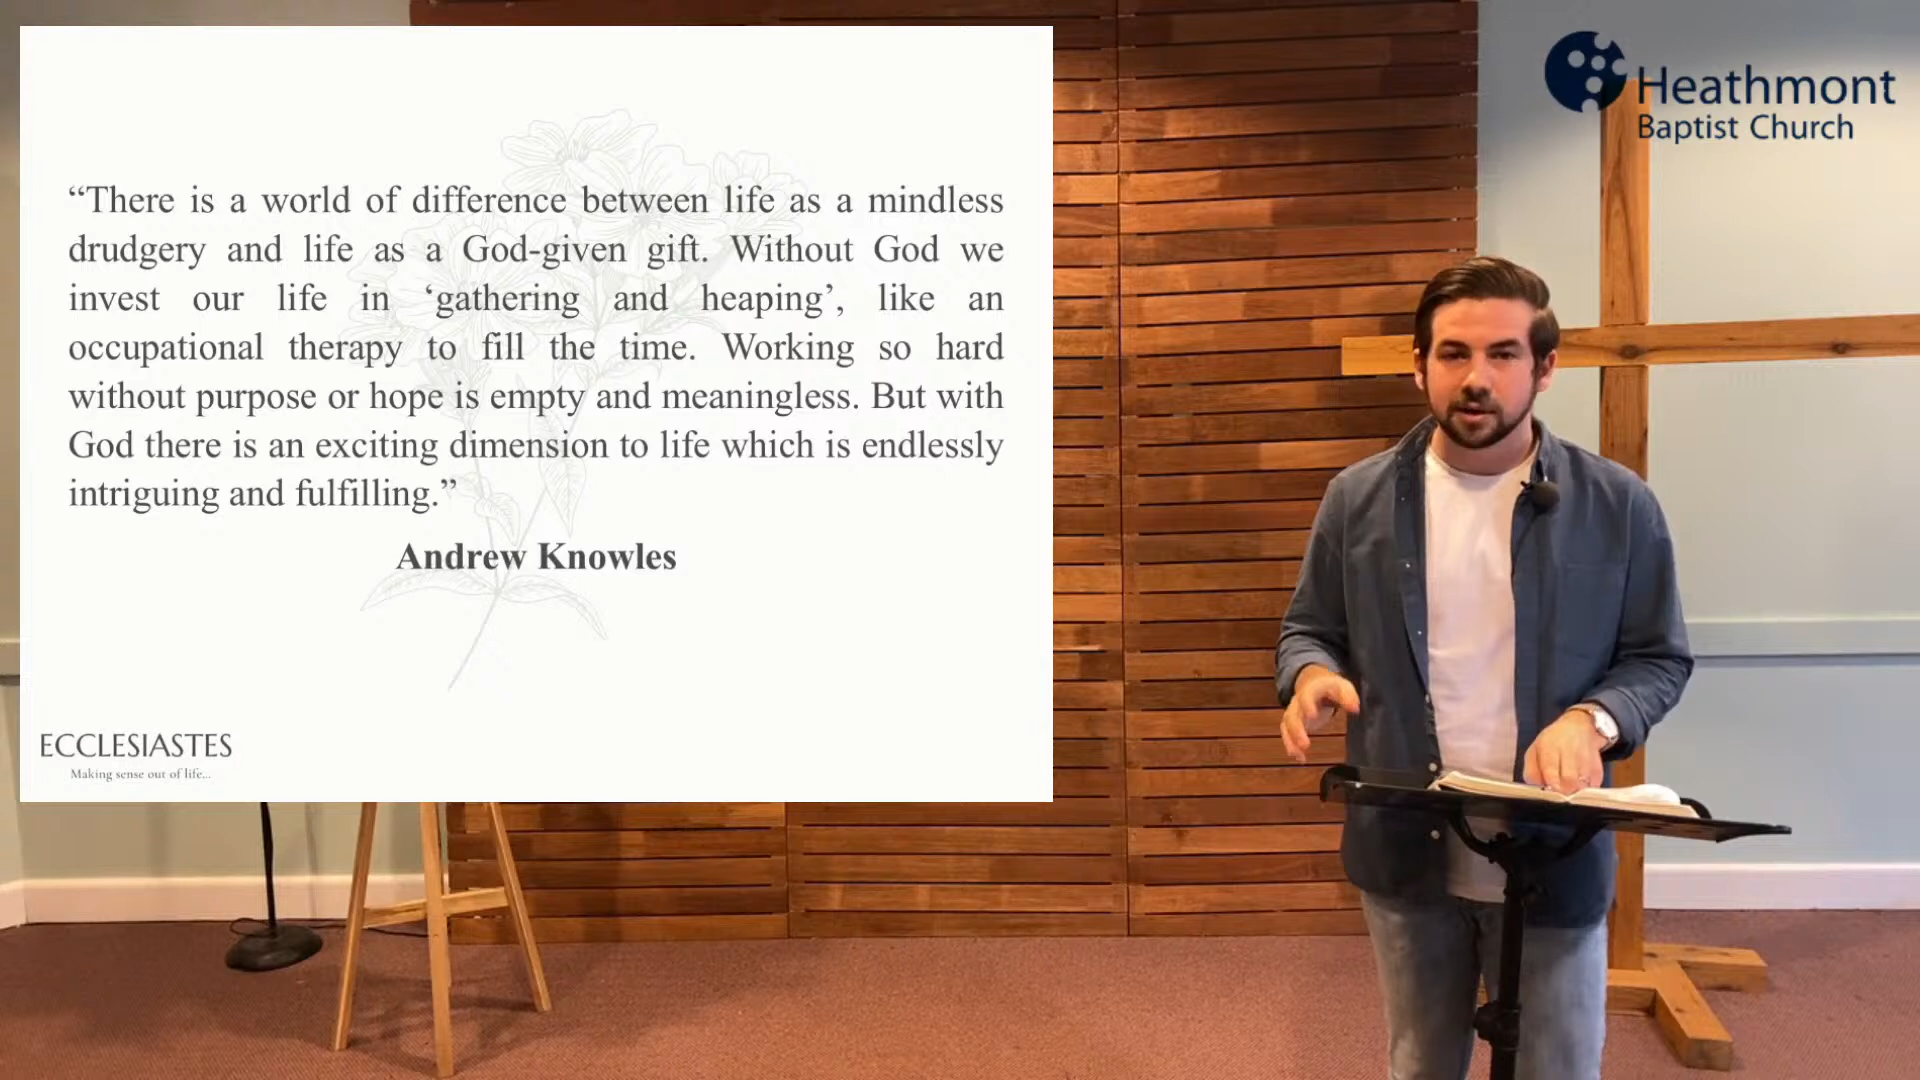 “There is a world of difference between life as a mindless
drudgery and life as a God-given gift. Without God we
invest our life in ‘gathering and heaping’, like an
occupational therapy to fill the time. Working so hard
without purpose or hope is empty and meaningless. But with
God there is an exciting dimension to life which is endlessly
intriguing and fulfilling.”
Andrew Knowles
ECCLESIASTES
Making sense out of life...
Heathmont
Baptist Church